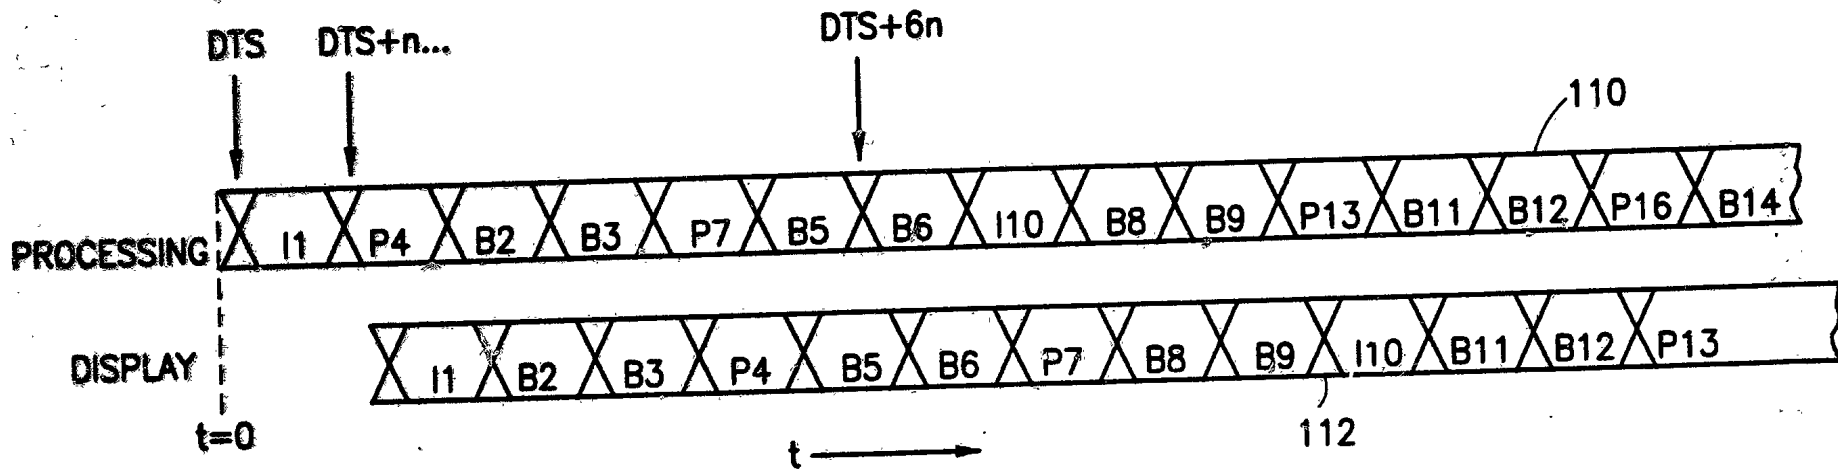 DTS DTS+n... DTS+6n
110
PROCESSING I1 P4 B2 B3 P7 B5 B6 I10 B8 B9 P13 B11 B12 P16 B14
DISPLAY I1 B2 B3 P4 B5 B6 P7 B8 B9 I10 B11 B12 P13
t=0
t
112